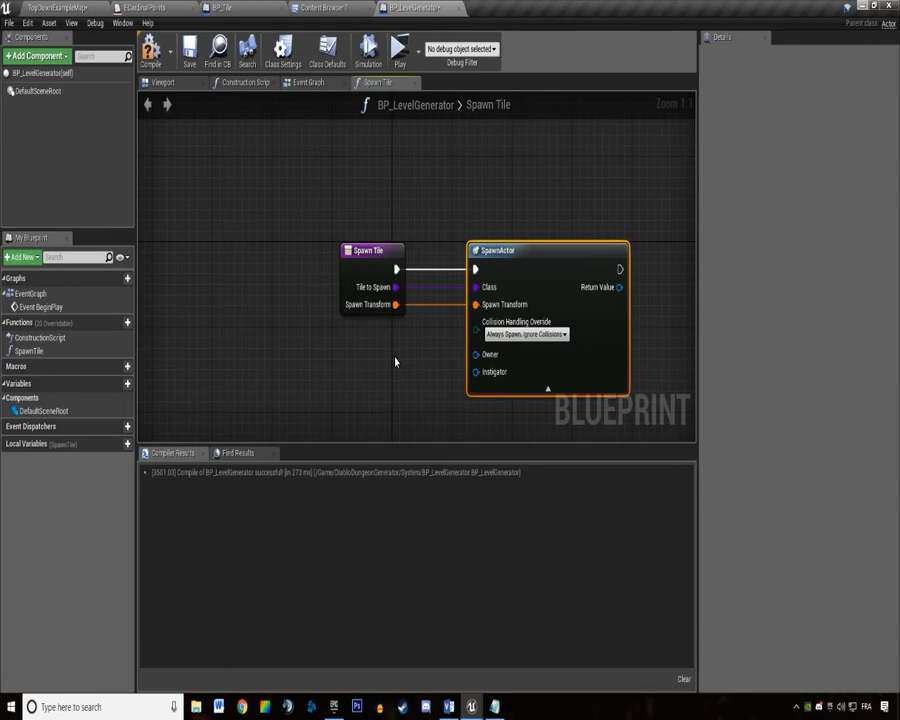 TopDownExampleMap*
ECardinalPoints
BP_Tile
Content Browser 1
BP_LevelGenerator*
File Edit Asset View Debug Window Help
Parent class: Actor
Components
+ Add Component
Search
BP_LevelGenerator(self)
DefaultSceneRoot
My Blueprint
+ Add New
Search
Graphs
EventGraph
Event BeginPlay
Functions (20 Overridable)
ConstructionScript
SpawnTile
Macros
Variables
Components
DefaultSceneRoot
Event Dispatchers
Local Variables (SpawnTile)
Compile
Save
Find in CB
Search
Class Settings
Class Defaults
Simulation
Play
No debug object selected
Debug Filter
Viewport
Construction Scrip
Event Graph
Spawn Tile
BP_LevelGenerator > Spawn Tile
Zoom 1:1
Spawn Tile
Tile to Spawn
Spawn Transform
SpawnActor
Class
Return Value
Spawn Transform
Collision Handling Override
Always Spawn, Ignore Collisions
Owner
Instigator
BLUEPRINT
Compiler Results
Find Results
[3501.03] Compile of BP_LevelGenerator successful! [in 273 ms] (/Game/DiabloDungeonGenerator/System/BP_LevelGenerator.BP_LevelGenerator)
Clear
Details
Type here to search
FRA